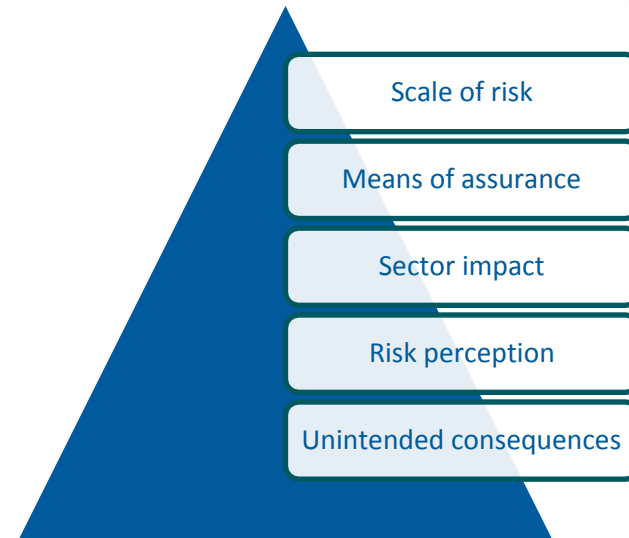 Scale of risk
Means of assurance
Sector impact
Risk perception
Unintended consequences